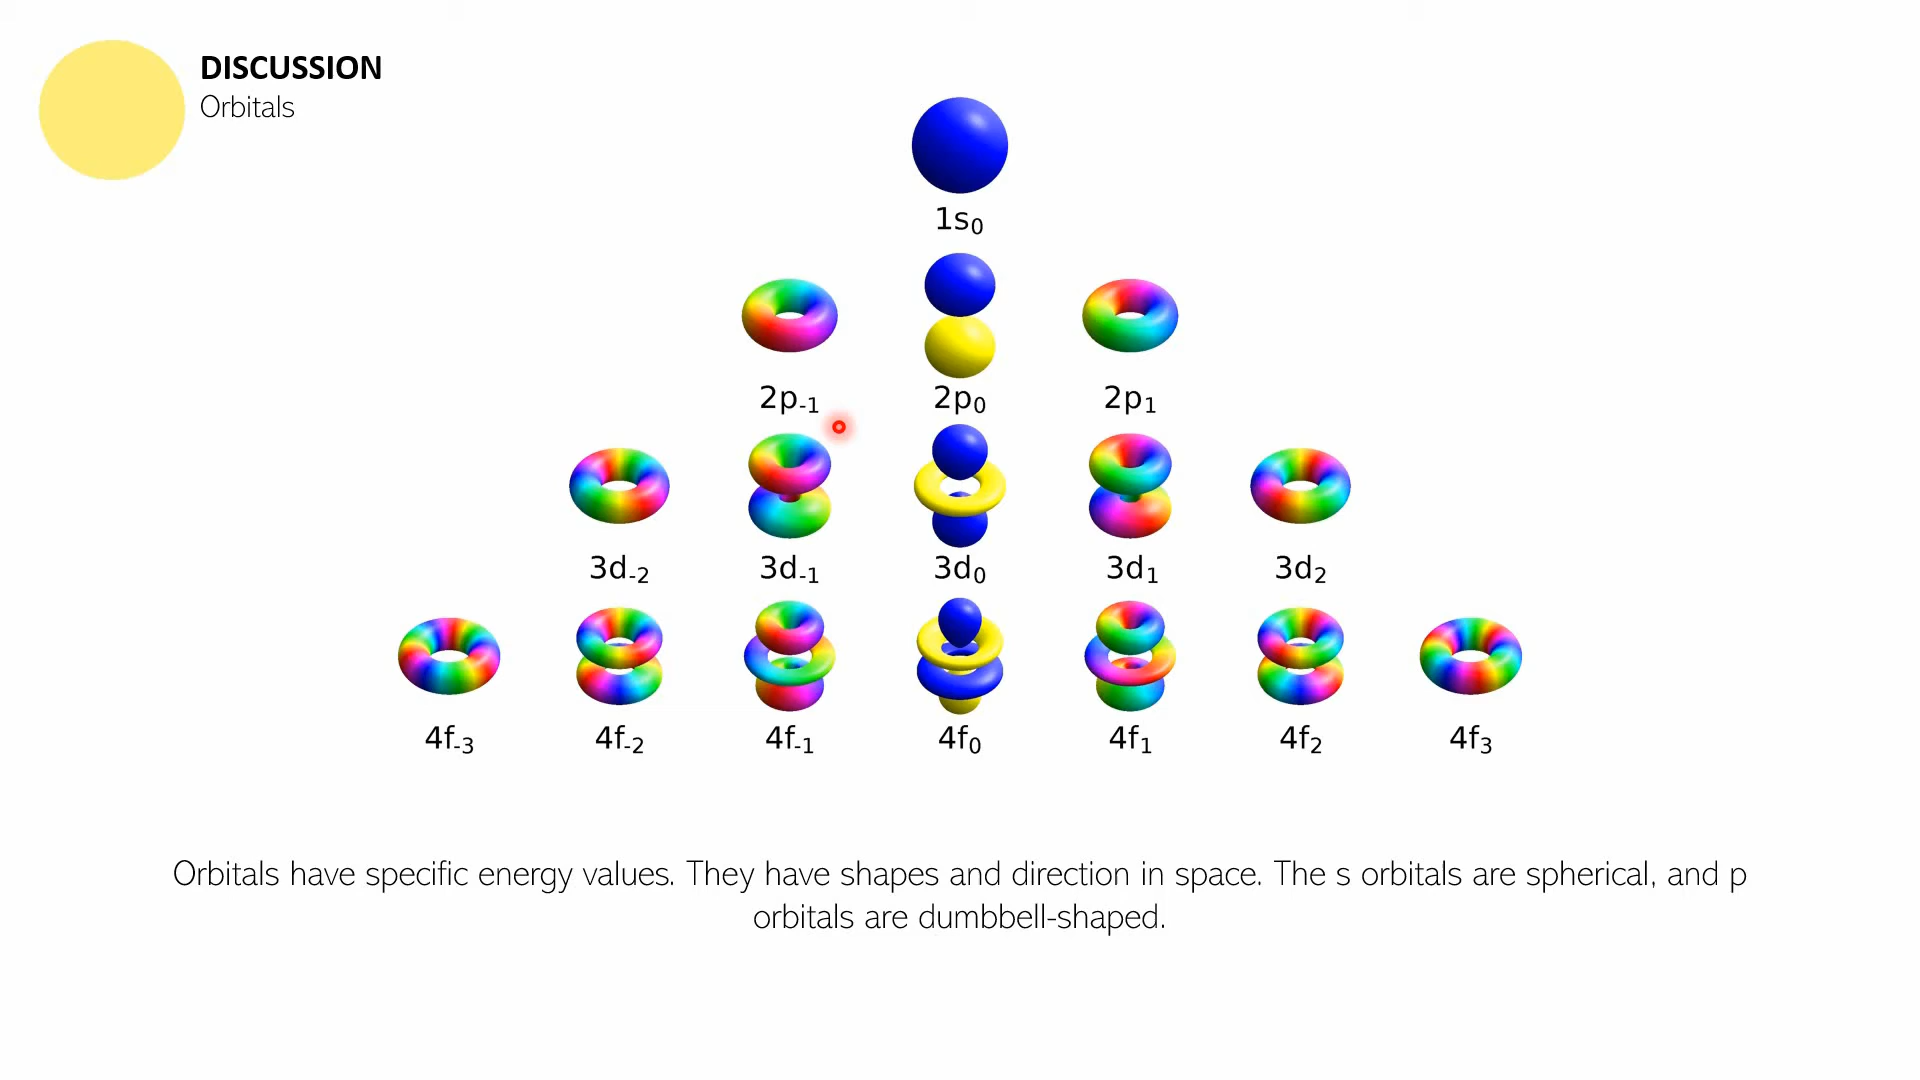 DISCUSSION
Orbitals
1s0
2p-1 2p0 2p1
3d-2 3d-1 3d0 3d1 3d2
4f-3 4f-2 4f-1 4f0 4f1 4f2 4f3
Orbitals have specific energy values. They have shapes and direction in space. The s orbitals are spherical, and p
orbitals are dumbbell-shaped.